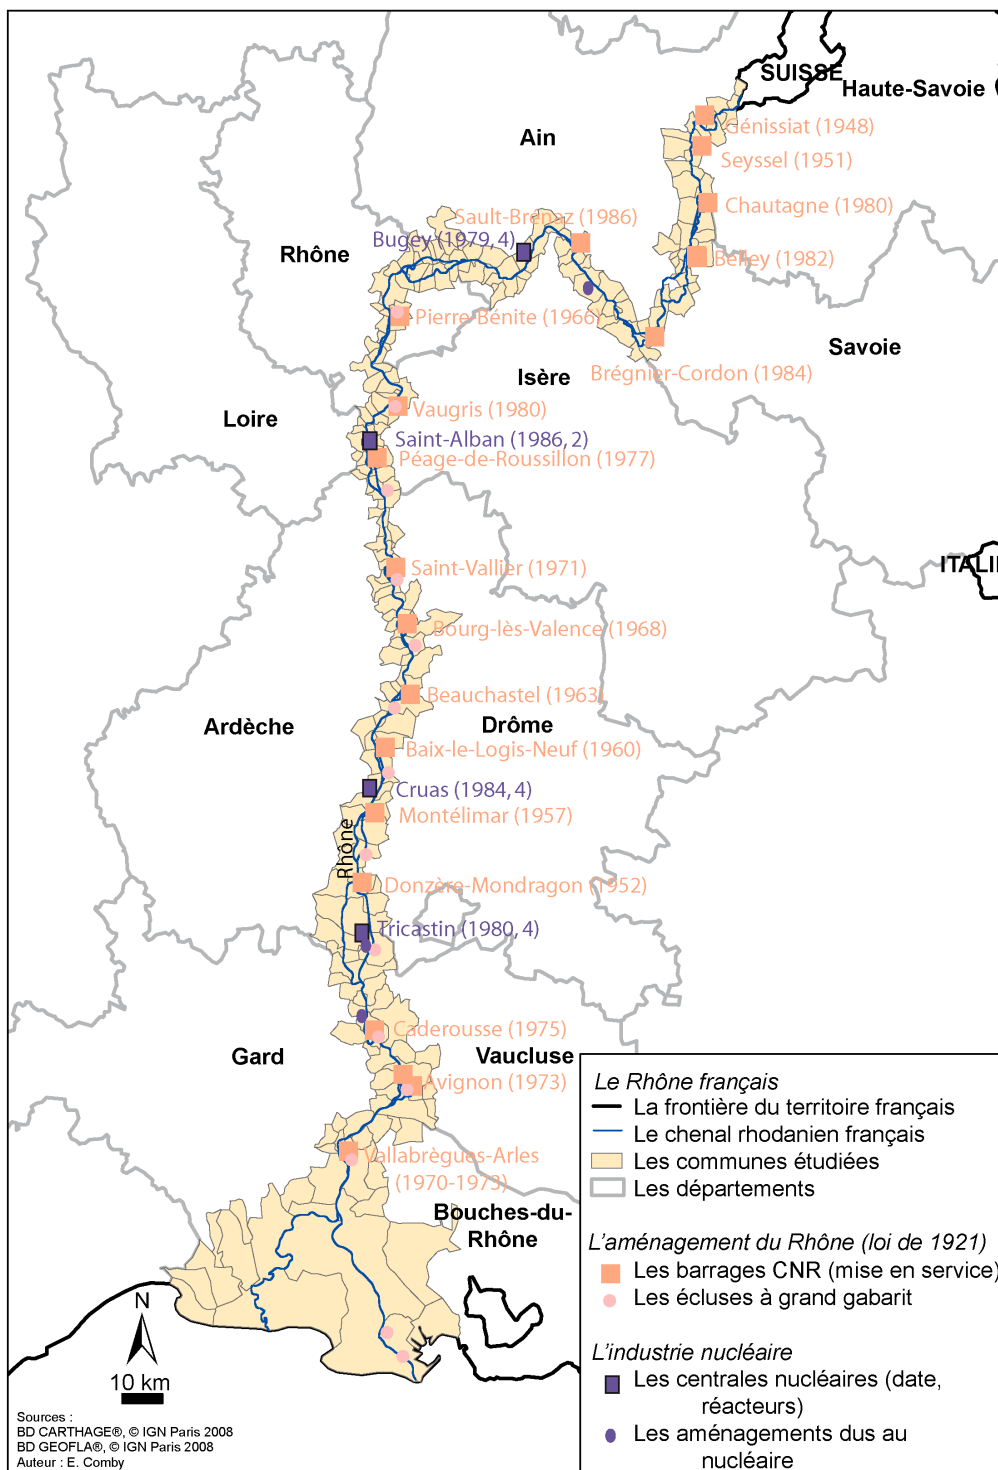 SUISSE
Haute-Savoie
Génissiat (1948)
Ain
Seyssel (1951)
Chautagne (1980)
Sault-Brenaz (1986)
Bugey (1979,4)
Rhône
Belley (1982)
Pierre-Bénite (1966)
Savoie
Isère
Brégnier-Cordon (1984)
Loire
Vaugris (1980)
Saint-Alban (1986,2)
Péage-de-Roussillon (1977)
ITALI
Saint-Vallier (1971)
Bourg-lès-Valence (1968)
Beauchastel (1963)
Ardèche
Drôme
Baix-le-Logis-Neuf (1960)
Cruas (1984,4)
Montélimar (1957)
Rhône
Donzère-Mondragon (1952)
Tricastin (1980,4)
Caderousse (1975)
Gard
Vaucluse
Avignon (1973)
Vallabrègues-Arles
(1970-1973)
Bouches-du-
Rhône
Le Rhône français
La frontière du territoire français
Le chenal rhodanien français
Les communes étudiées
Les départements
L'aménagement du Rhône (loi de 1921)
Les barrages CNR (mise en service)
Les écluses à grand gabarit
L'industrie nucléaire
Les centrales nucléaires (date,
réacteurs)
Les aménagements dus au
nucléaire
N
10 km
Sources :
BD CARTHAGE®, © IGN Paris 2008
BD GEOFLA®, © IGN Paris 2008
Auteur : E. Comby